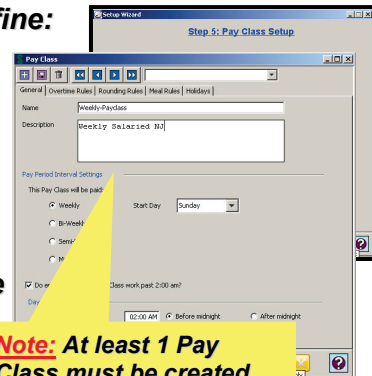 fine:
Setup Wizard
Step 5: Pay Class Setup
Pay Class
General Overtime Rules Rounding Rules Meal Rules Holidays
Name Weekly-Payclass
Description Weekly Salaried NJ
Pay Period Interval Settings
This Pay Class will be paid
Weekly Start Day Sunday
Bi-Week
Semi-
M
e
Do e Class work past 2:00 am?
Day
02:00 AM Before midnight After midnight
Note: At least 1 Pay
Class must be created